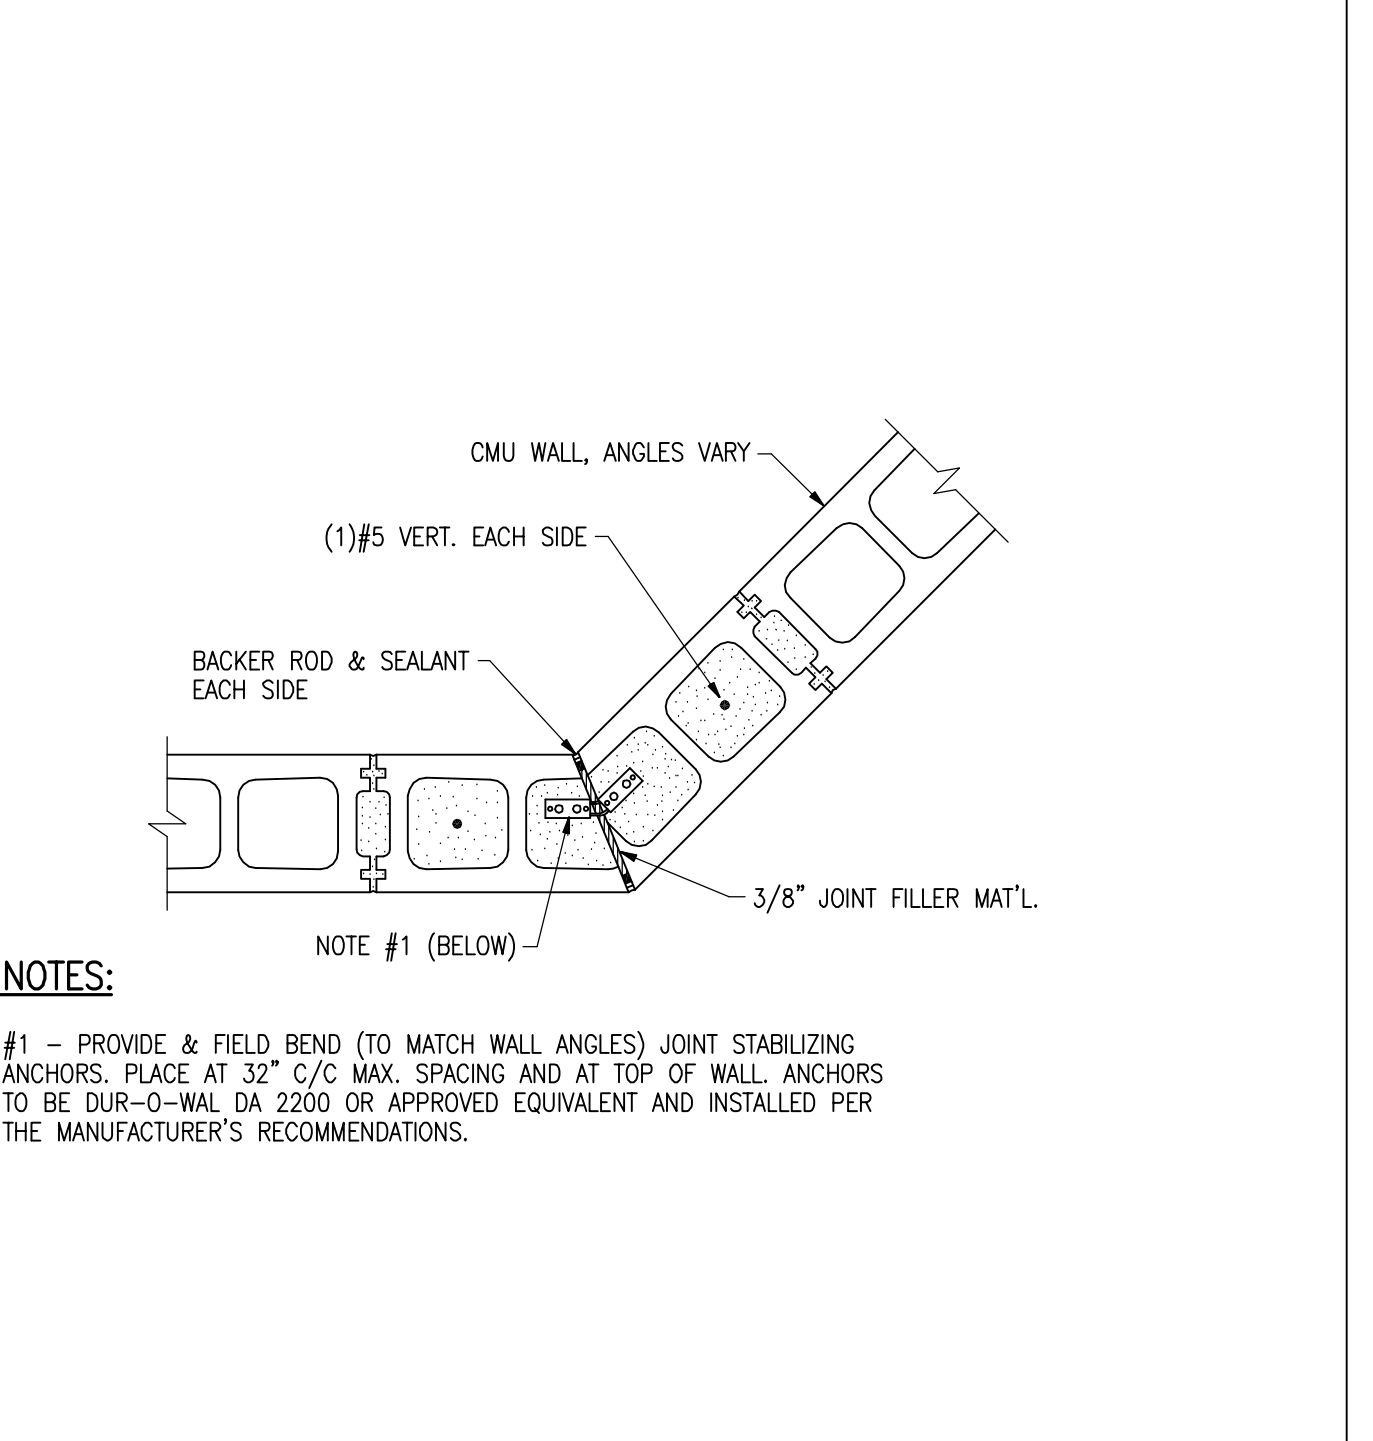 CMU WALL, ANGLES VARY
(1)#5 VERT. EACH SIDE
BACKER ROD & SEALANT
EACH SIDE
3/8" JOINT FILLER MAT'L.
NOTE #1 (BELOW)
NOTES:
#1 – PROVIDE & FIELD BEND (TO MATCH WALL ANGLES) JOINT STABILIZING
ANCHORS. PLACE AT 32" C/C MAX. SPACING AND AT TOP OF WALL. ANCHORS
TO BE DUR–O–WAL DA 2200 OR APPROVED EQUIVALENT AND INSTALLED PER
THE MANUFACTURER'S RECOMMENDATIONS.